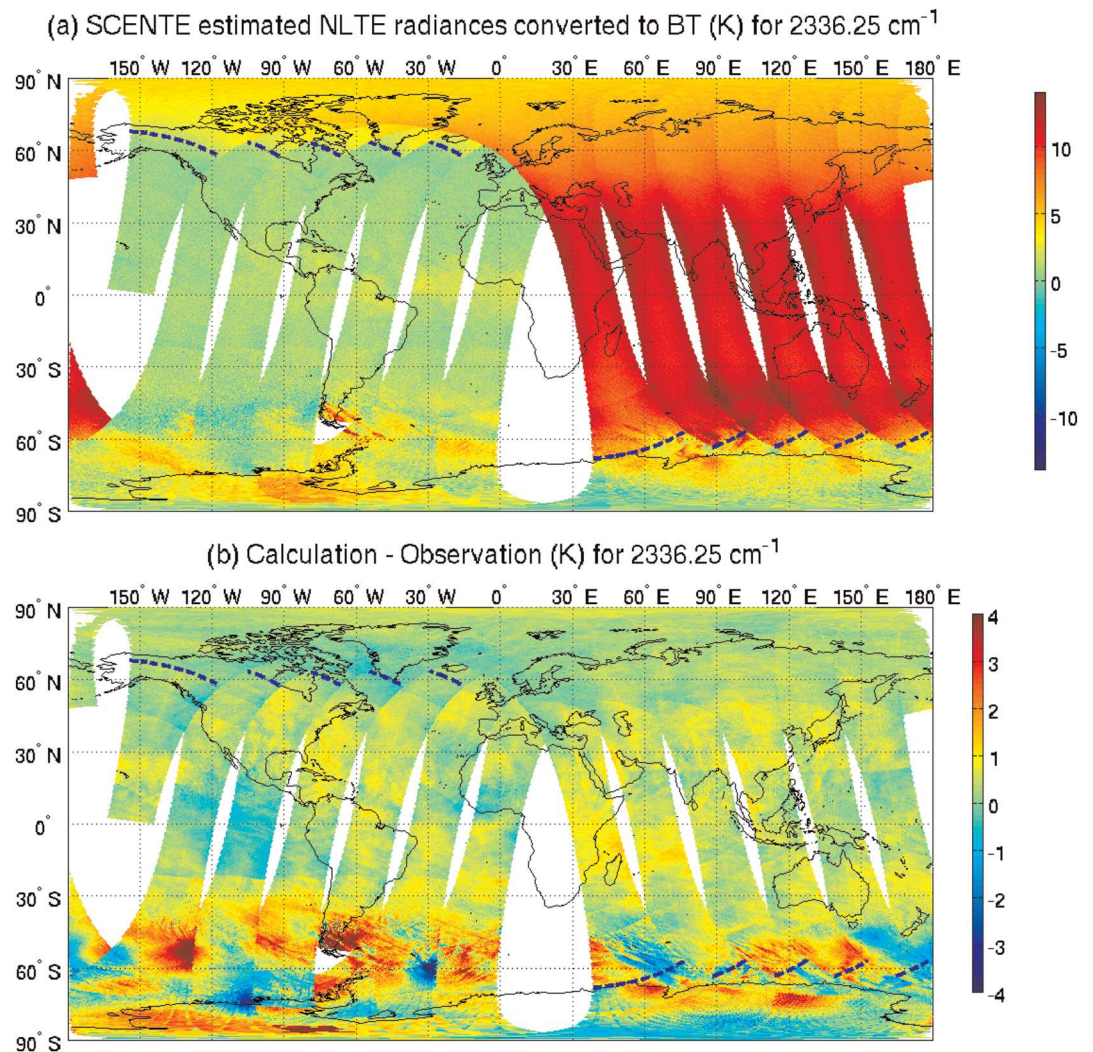 (a) SCENTE estimated NLTE radiances converted to BT (K) for 2336.25 cm⁻¹
150° W 120° W 90° W 60° W 30° W 0° 30° E 60° E 90° E 120° E 150° E 180° E
90° N
60° N
30° N
0°
30° S
60° S
90° S
10
5
0
-5
-10
(b) Calculation - Observation (K) for 2336.25 cm⁻¹
150° W 120° W 90° W 60° W 30° W 0° 30° E 60° E 90° E 120° E 150° E 180° E
90° N
60° N
30° N
0°
30° S
60° S
90° S
4
3
2
1
0
-1
-2
-3
-4